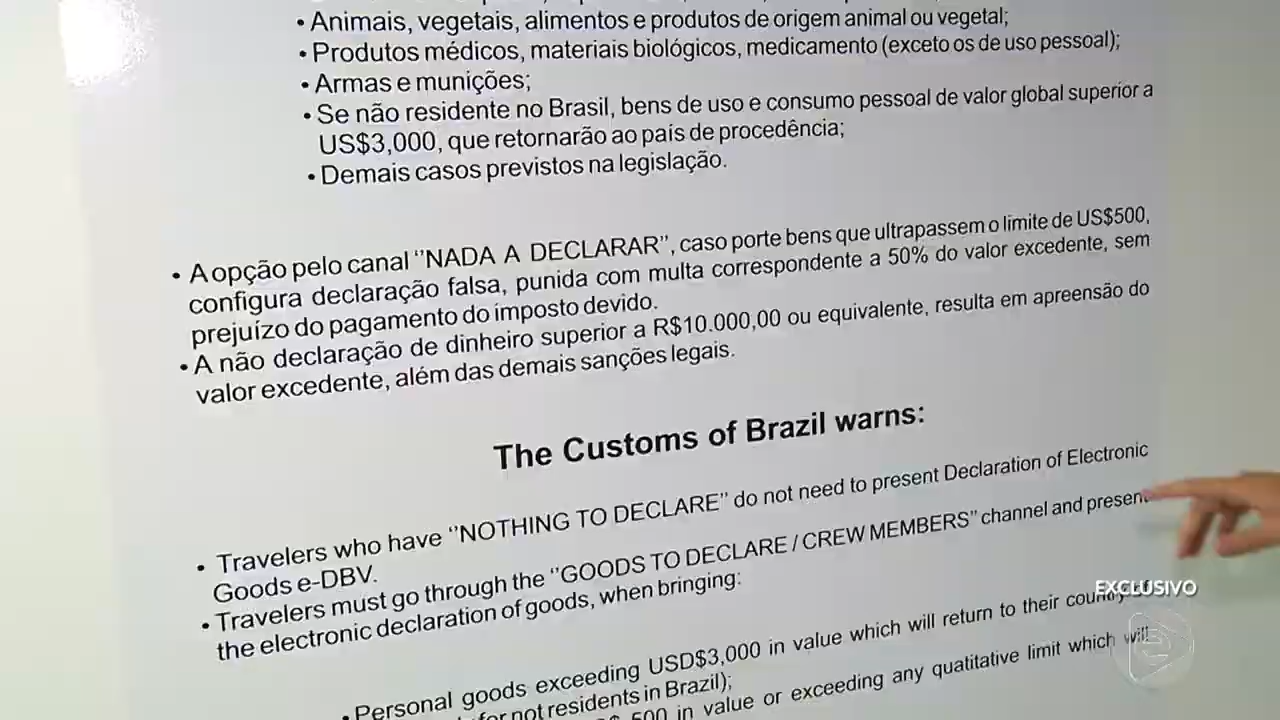 • Animais, vegetais, alimentos e produtos de origem animal ou vegetal;
• Produtos médicos, materiais biológicos, medicamento (exceto os de uso pessoal);
• Armas e munições;
• Se não residente no Brasil, bens de uso e consumo pessoal de valor global superior a
US$3,000, que retornarão ao país de procedência;
• Demais casos previstos na legislação.
• A opção pelo canal ‘’NADA A DECLARAR’’, caso porte bens que ultrapassem o limite de US$500,
configura declaração falsa, punida com multa correspondente a 50% do valor excedente, sem
prejuízo do pagamento do imposto devido.
• A não declaração de dinheiro superior a R$10.000,00 ou equivalente, resulta em apreensão do
valor excedente, além das demais sanções legais.
The Customs of Brazil warns:
• Travelers who have ‘’NOTHING TO DECLARE’’ do not need to present Declaration of Electronic
Goods e-DBV.
• Travelers must go through the ‘’GOODS TO DECLARE / CREW MEMBERS’’ channel and present
the electronic declaration of goods, when bringing:
• Personal goods exceeding USD$3,000 in value which will return to their country
for not residents in Brazil);
500 in value or exceeding any quatitative limit which will
EXCLUSIVO